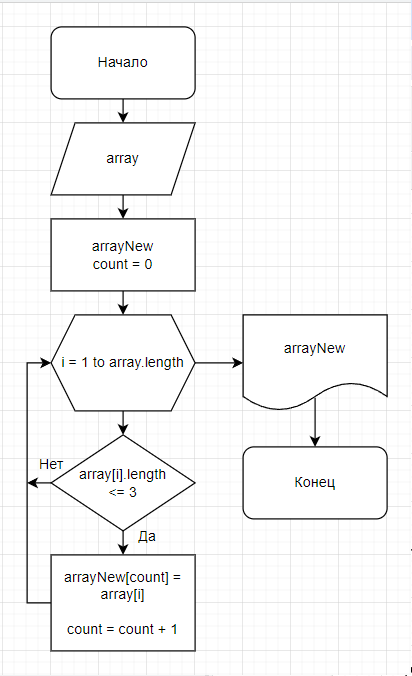 Начало
array
arrayNew
count = 0
i = 1 to array.length
arrayNew
Нет
array[i].length
<= 3
Конец
Да
arrayNew[count] =
array[i]
count = count + 1